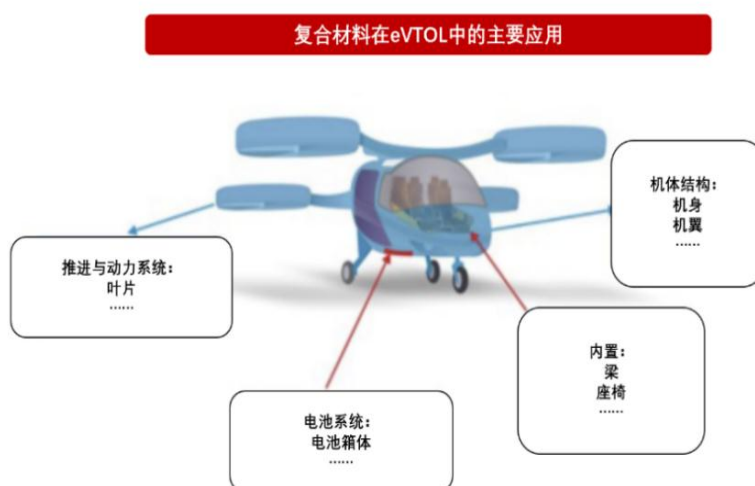 复合材料在eVTOL中的主要应用
机体结构：
机身
机翼
……
推进与动力系统：
叶片
……
内置：
梁
座椅
……
电池系统：
电池箱体
……